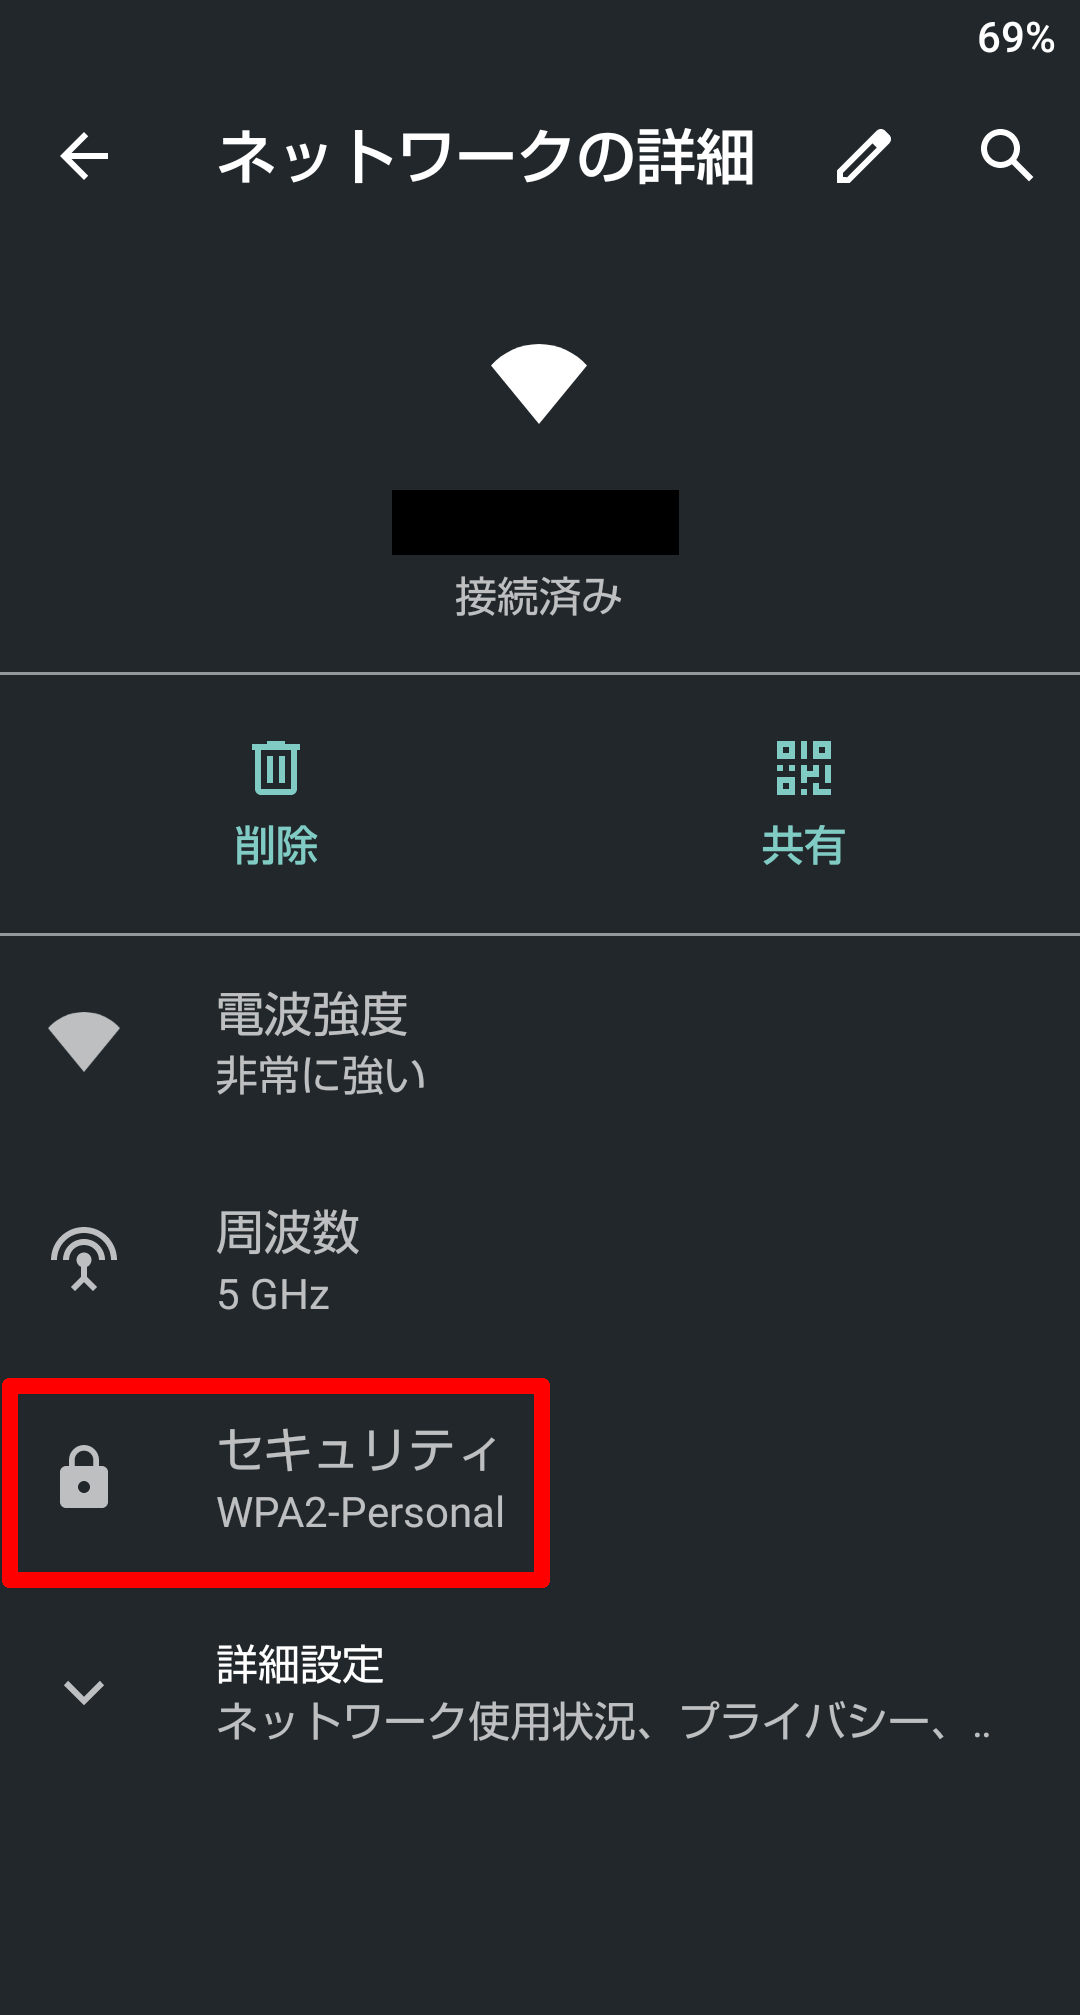 69%
ネットワークの詳細
接続済み
削除
共有
電波強度
非常に強い
周波数
5 GHz
セキュリティ
WPA2-Personal
詳細設定
ネットワーク使用状況、プライバシー、..